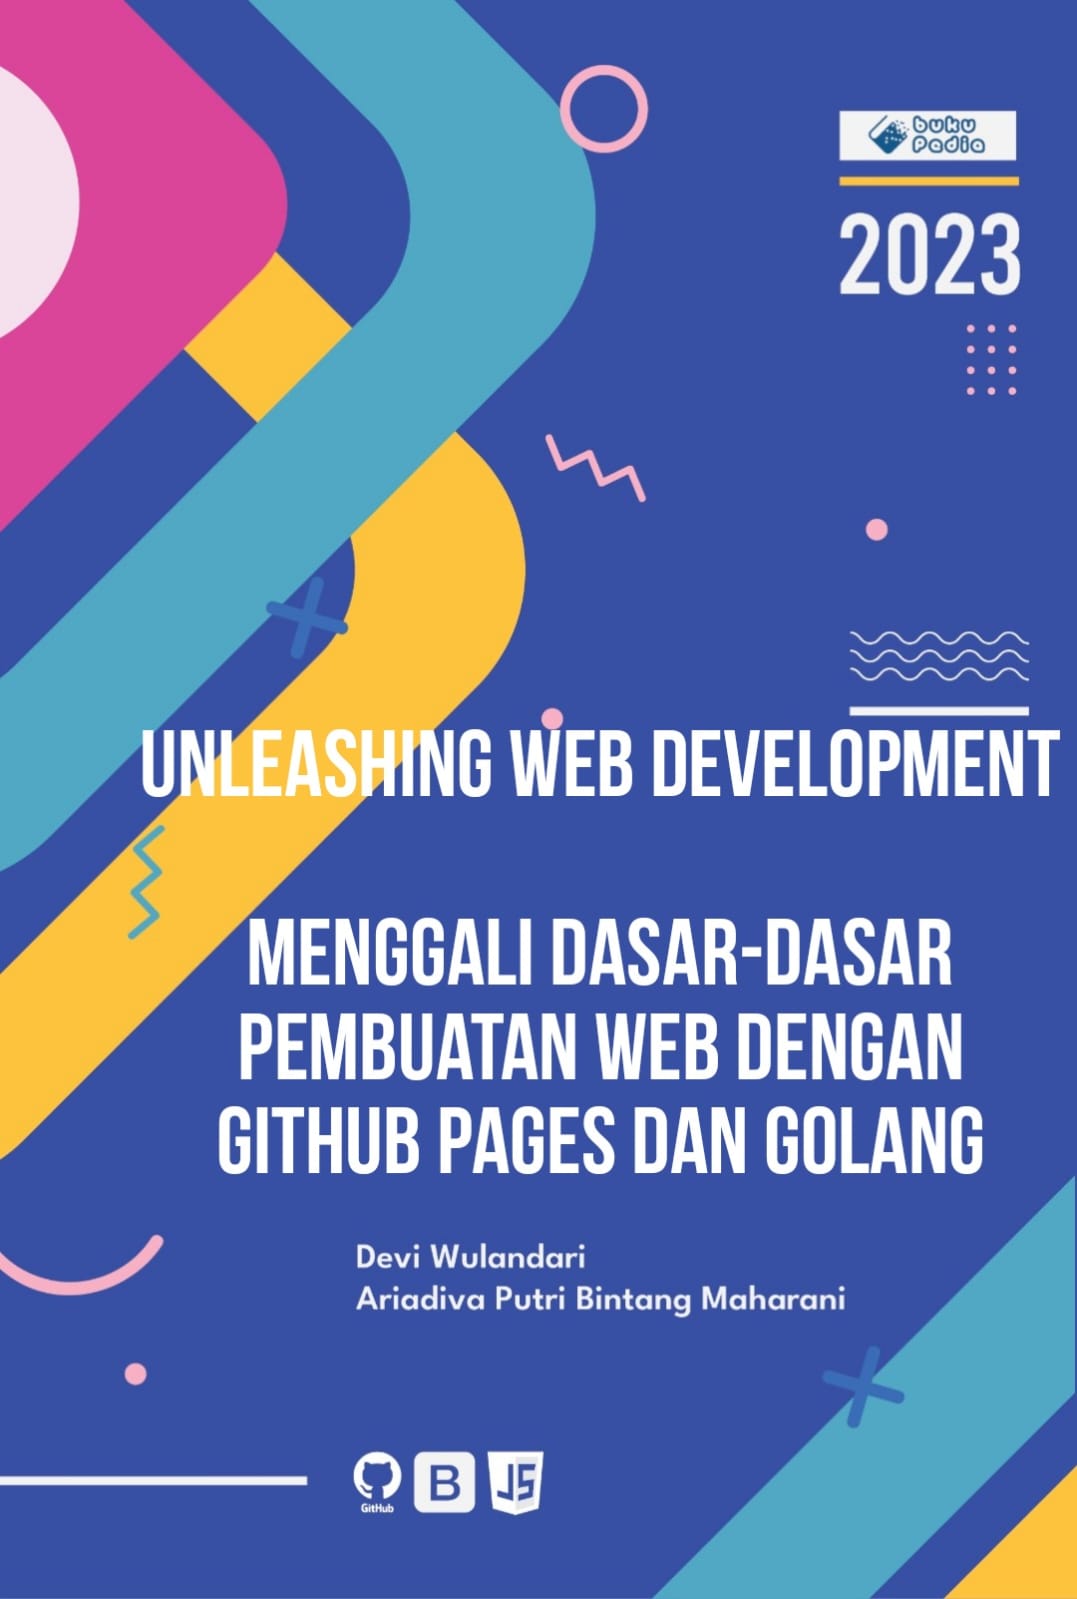 buku
Pedia
2023
UNLEASHING WEB DEVELOPMENT
MENGGALI DASAR-DASAR
PEMBUATAN WEB DENGAN
GITHUB PAGES DAN GOLANG
Devi Wulandari
Ariadiva Putri Bintang Maharani
GitHub
B
JS